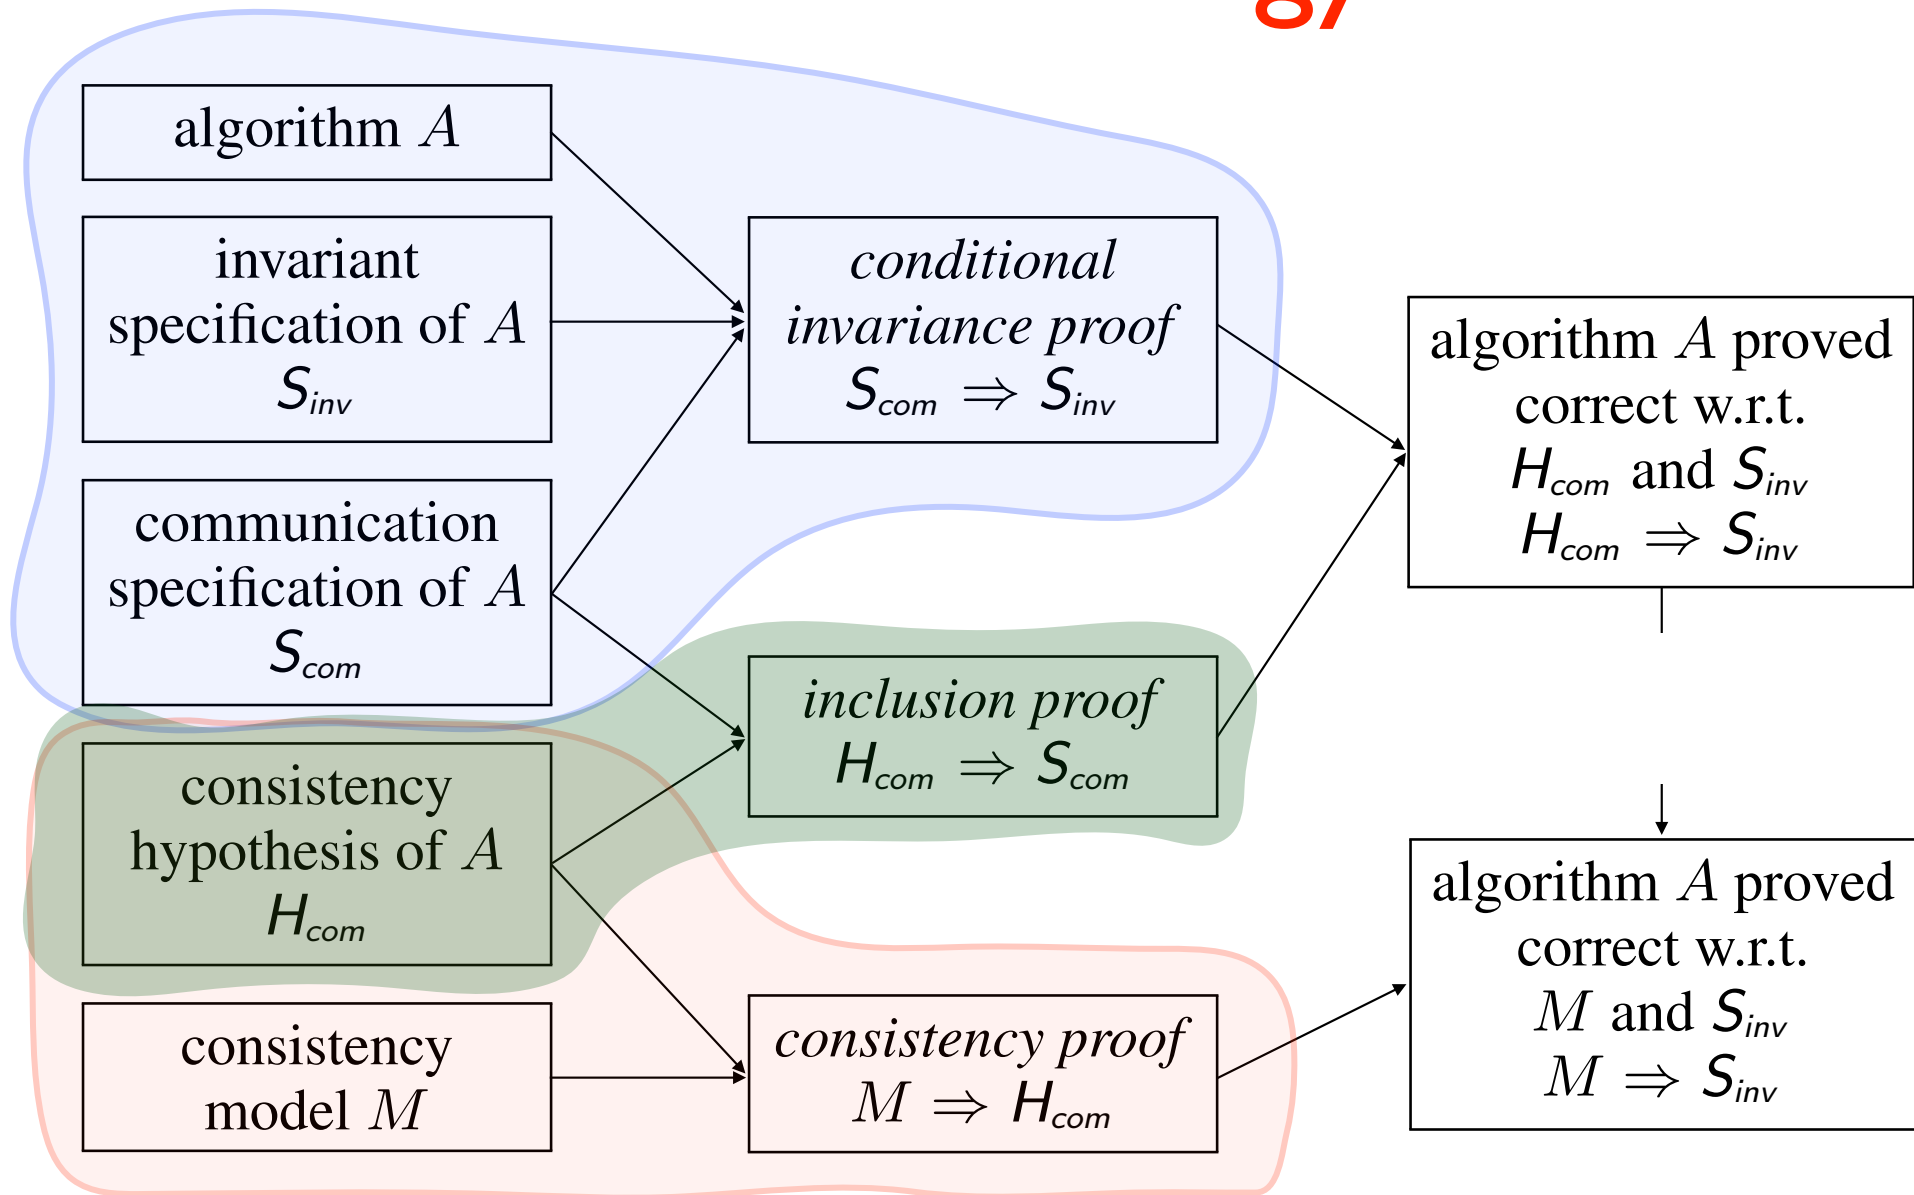 algorithm A
invariant
specification of A
S_inv
communication
specification of A
S_com
consistency
hypothesis of A
H_com
consistency
model M
conditional
invariance proof
S_com ⇒ S_inv
inclusion proof
H_com ⇒ S_com
consistency proof
M ⇒ H_com
algorithm A proved
correct w.r.t.
H_com and S_inv
H_com ⇒ S_inv
algorithm A proved
correct w.r.t.
M and S_inv
M ⇒ S_inv